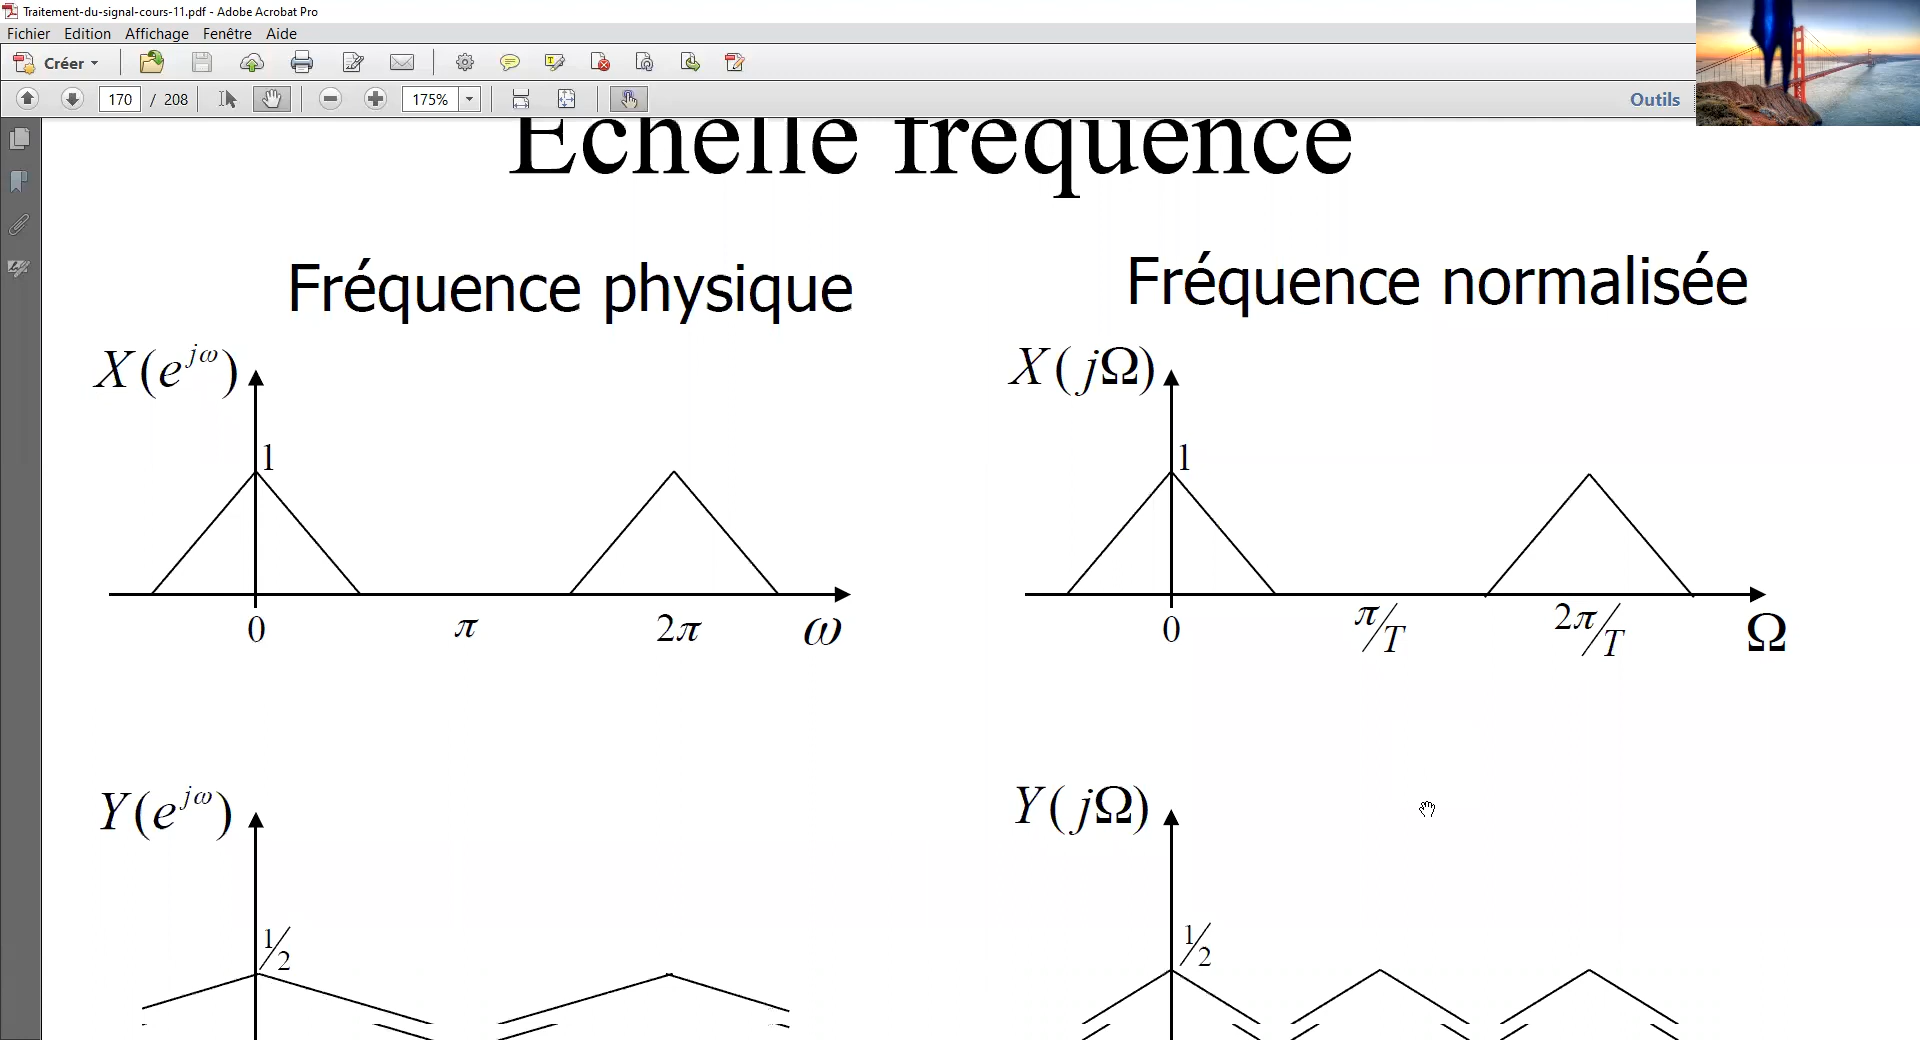 Traitement-du-signal-cours-11.pdf - Adobe Acrobat Pro
Fichier Edition Affichage Fenêtre Aide
Créer
170 / 208 175% Outils
Echelle fréquence
Fréquence physique Fréquence normalisée
X(e^{jω}) X(jΩ)
1 1
0 π 2π ω 0 π/T 2π/T Ω
Y(e^{jω}) Y(jΩ)
1/2 1/2